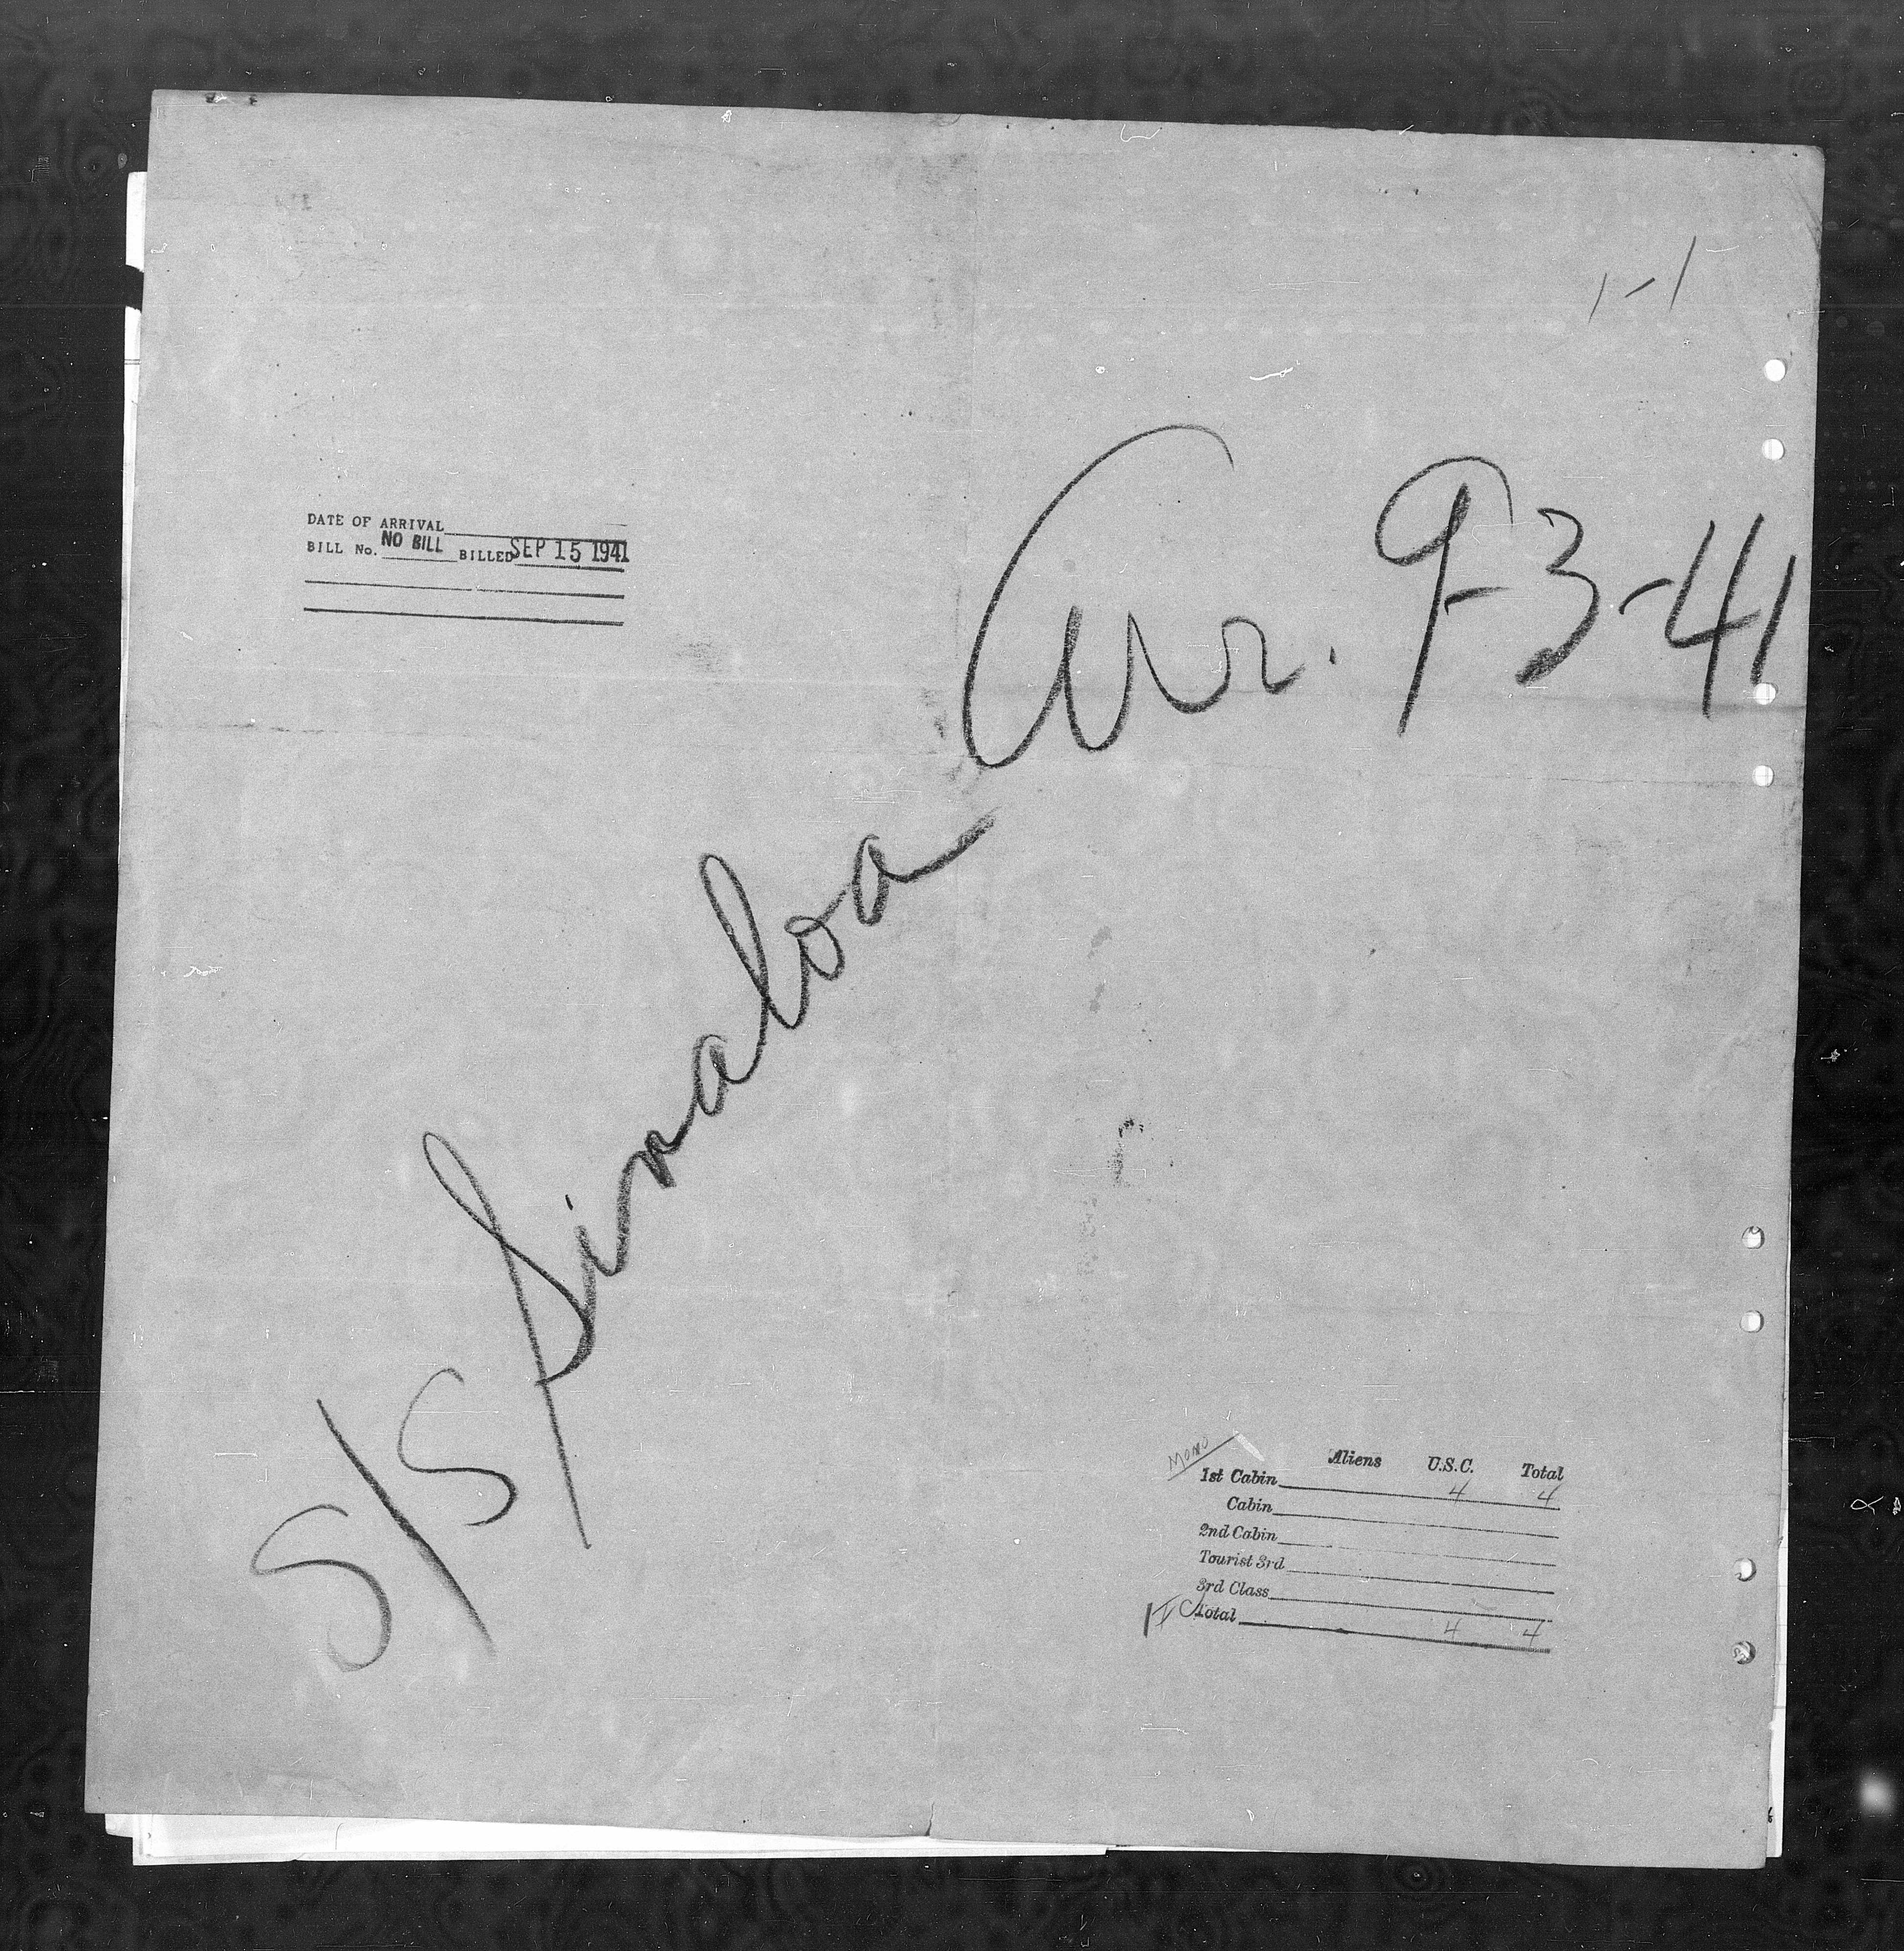 1-1
DATE OF ARRIVAL
BILL No. NO BILL BILLED SEP 15 1941
Arr. 9-3-41
S/S Sinaloa
MONO
Aliens U.S.C. Total
1st Cabin 4 4
Cabin
2nd Cabin
Tourist 3rd
3rd Class
Total 4 4